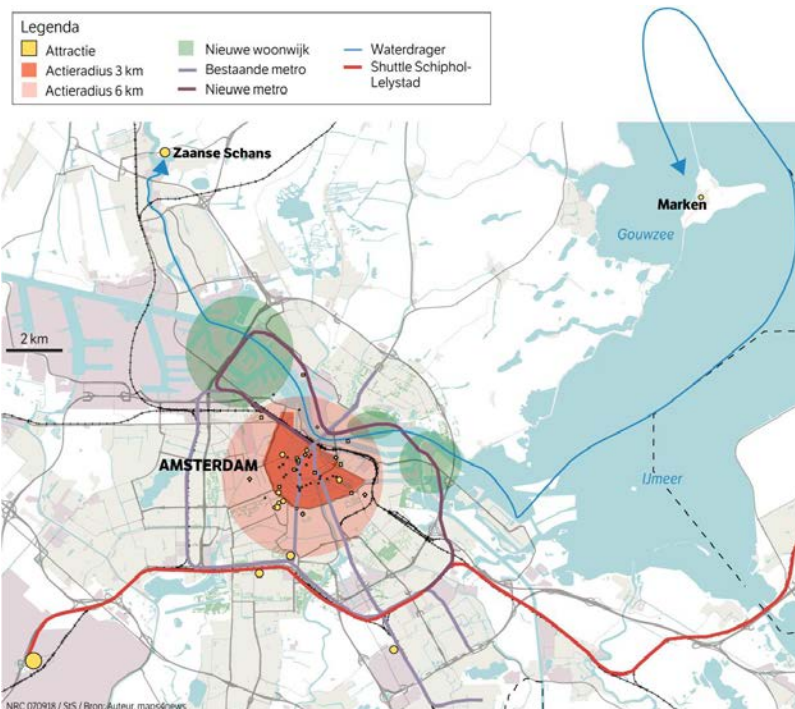 Legenda
Attractie
Actieradius 3 km
Actieradius 6 km
Nieuwe woonwijk
Bestaande metro
Nieuwe metro
Waterdrager
Shuttle Schiphol-
Lelystad
Zaanse Schans
Marken
Gouwzee
2 km
AMSTERDAM
IJmeer
NRC 070918 / StS / Bron: Auteur, maps4news